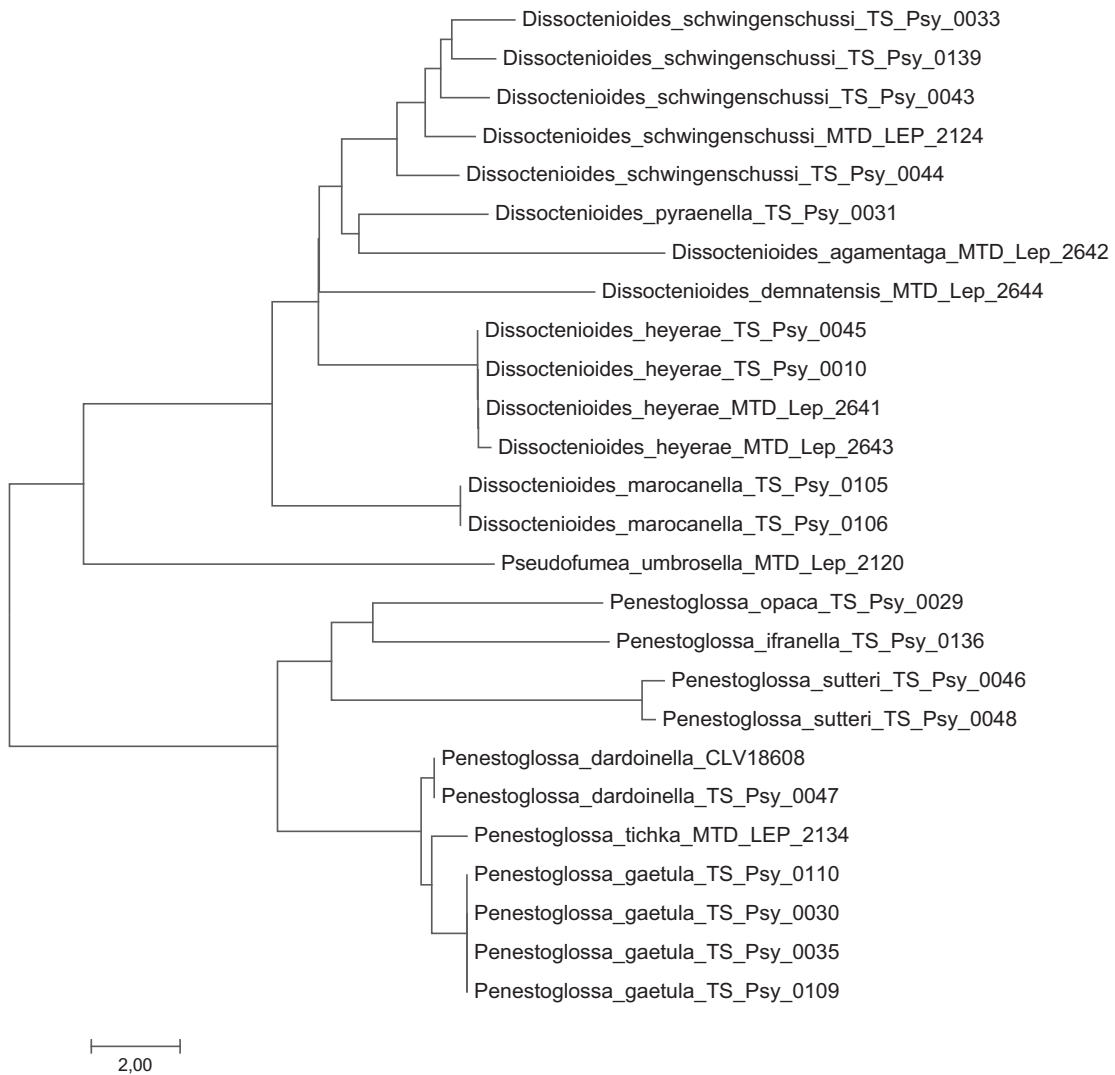 Dissoctenioides_schwingenschussi_TS_Psy_0033
Dissoctenioides_schwingenschussi_TS_Psy_0139
Dissoctenioides_schwingenschussi_TS_Psy_0043
Dissoctenioides_schwingenschussi_MTD_LEP_2124
Dissoctenioides_schwingenschussi_TS_Psy_0044
Dissoctenioides_pyraenella_TS_Psy_0031
Dissoctenioides_agamentaga_MTD_Lep_2642
Dissoctenioides_demnatensis_MTD_Lep_2644
Dissoctenioides_heyerae_TS_Psy_0045
Dissoctenioides_heyerae_TS_Psy_0010
Dissoctenioides_heyerae_MTD_Lep_2641
Dissoctenioides_heyerae_MTD_Lep_2643
Dissoctenioides_marocanella_TS_Psy_0105
Dissoctenioides_marocanella_TS_Psy_0106
Pseudofumea_umbrosella_MTD_Lep_2120
Penestoglossa_opaca_TS_Psy_0029
Penestoglossa_ifranella_TS_Psy_0136
Penestoglossa_sutteri_TS_Psy_0046
Penestoglossa_sutteri_TS_Psy_0048
Penestoglossa_dardoinella_CLV18608
Penestoglossa_dardoinella_TS_Psy_0047
Penestoglossa_tichka_MTD_LEP_2134
Penestoglossa_gaetula_TS_Psy_0110
Penestoglossa_gaetula_TS_Psy_0030
Penestoglossa_gaetula_TS_Psy_0035
Penestoglossa_gaetula_TS_Psy_0109
2,00